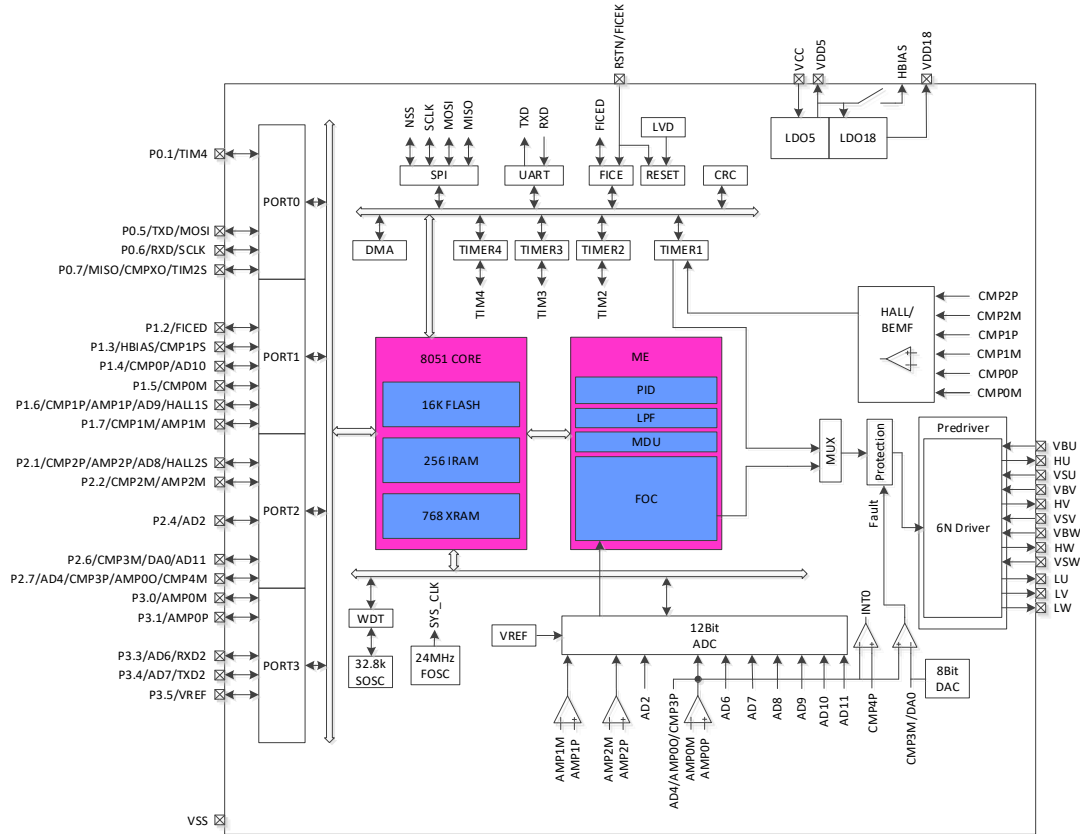 RSTN/FICEK
VCC
VDD5
HBIAS
VDD18
NSS
SCLK
MOSI
MISO
TXD
RXD
FICED
LVD
LDO5
LDO18
SPI
UART
FICE
RESET
CRC
DMA
TIMER4
TIMER3
TIMER2
TIMER1
TIM4
TIM3
TIM2
P0.1/TIM4
P0.5/TXD/MOSI
P0.6/RXD/SCLK
P0.7/MISO/CMPXO/TIM2S
P1.2/FICED
P1.3/HBIAS/CMP1PS
P1.4/CMP0P/AD10
P1.5/CMP0M
P1.6/CMP1P/AMP1P/AD9/HALL1S
P1.7/CMP1M/AMP1M
P2.1/CMP2P/AMP2P/AD8/HALL2S
P2.2/CMP2M/AMP2M
P2.4/AD2
P2.6/CMP3M/DA0/AD11
P2.7/AD4/CMP3P/AMP0O/CMP4M
P3.0/AMP0M
P3.1/AMP0P
P3.3/AD6/RXD2
P3.4/AD7/TXD2
P3.5/VREF
VSS
PORT0
PORT1
PORT2
PORT3
8051 CORE
16K FLASH
256 IRAM
768 XRAM
ME
PID
LPF
MDU
FOC
HALL/
BEMF
CMP2P
CMP2M
CMP1P
CMP1M
CMP0P
CMP0M
MUX
Protection
Fault
Predriver
6N Driver
VBU
HU
VSU
VBV
HV
VSV
VBW
HW
VSW
LU
LV
LW
WDT
32.8k
SOSC
SYS_CLK
24MHz
FOSC
VREF
12Bit
ADC
INT0
8Bit
DAC
AMP1M
AMP1P
AMP2M
AMP2P
AD2
AD4/AMP0O/CMP3P
AMP0M
AMP0P
AD6
AD7
AD8
AD9
AD10
AD11
CMP4P
CMP3M/DA0